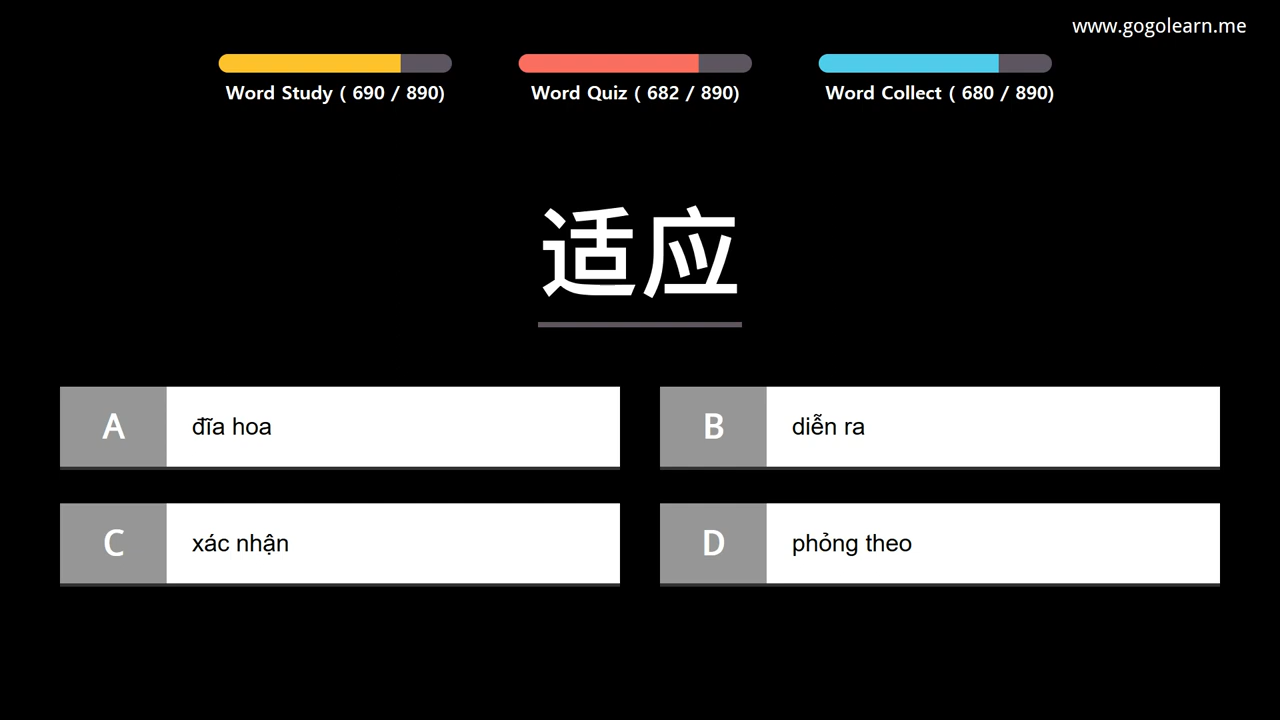 www.gogolearn.me
Word Study ( 690 / 890)
Word Quiz ( 682 / 890)
Word Collect ( 680 / 890)
适应
A
đĩa hoa
B
diễn ra
C
xác nhận
D
phỏng theo